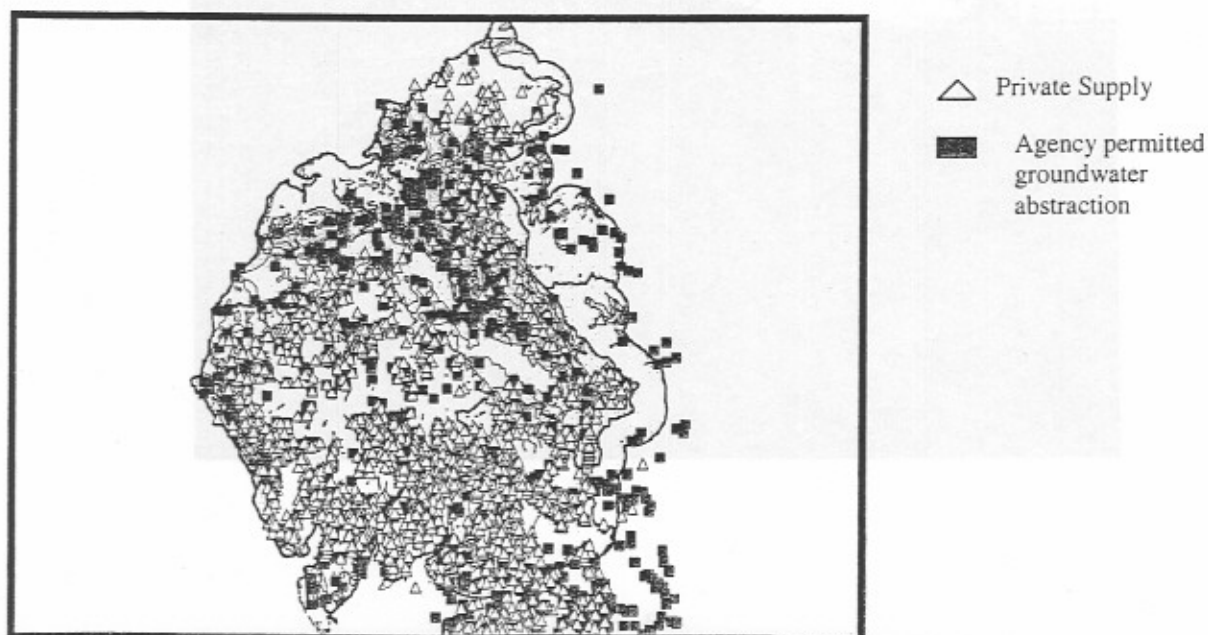 Private Supply
Agency permitted
groundwater
abstraction